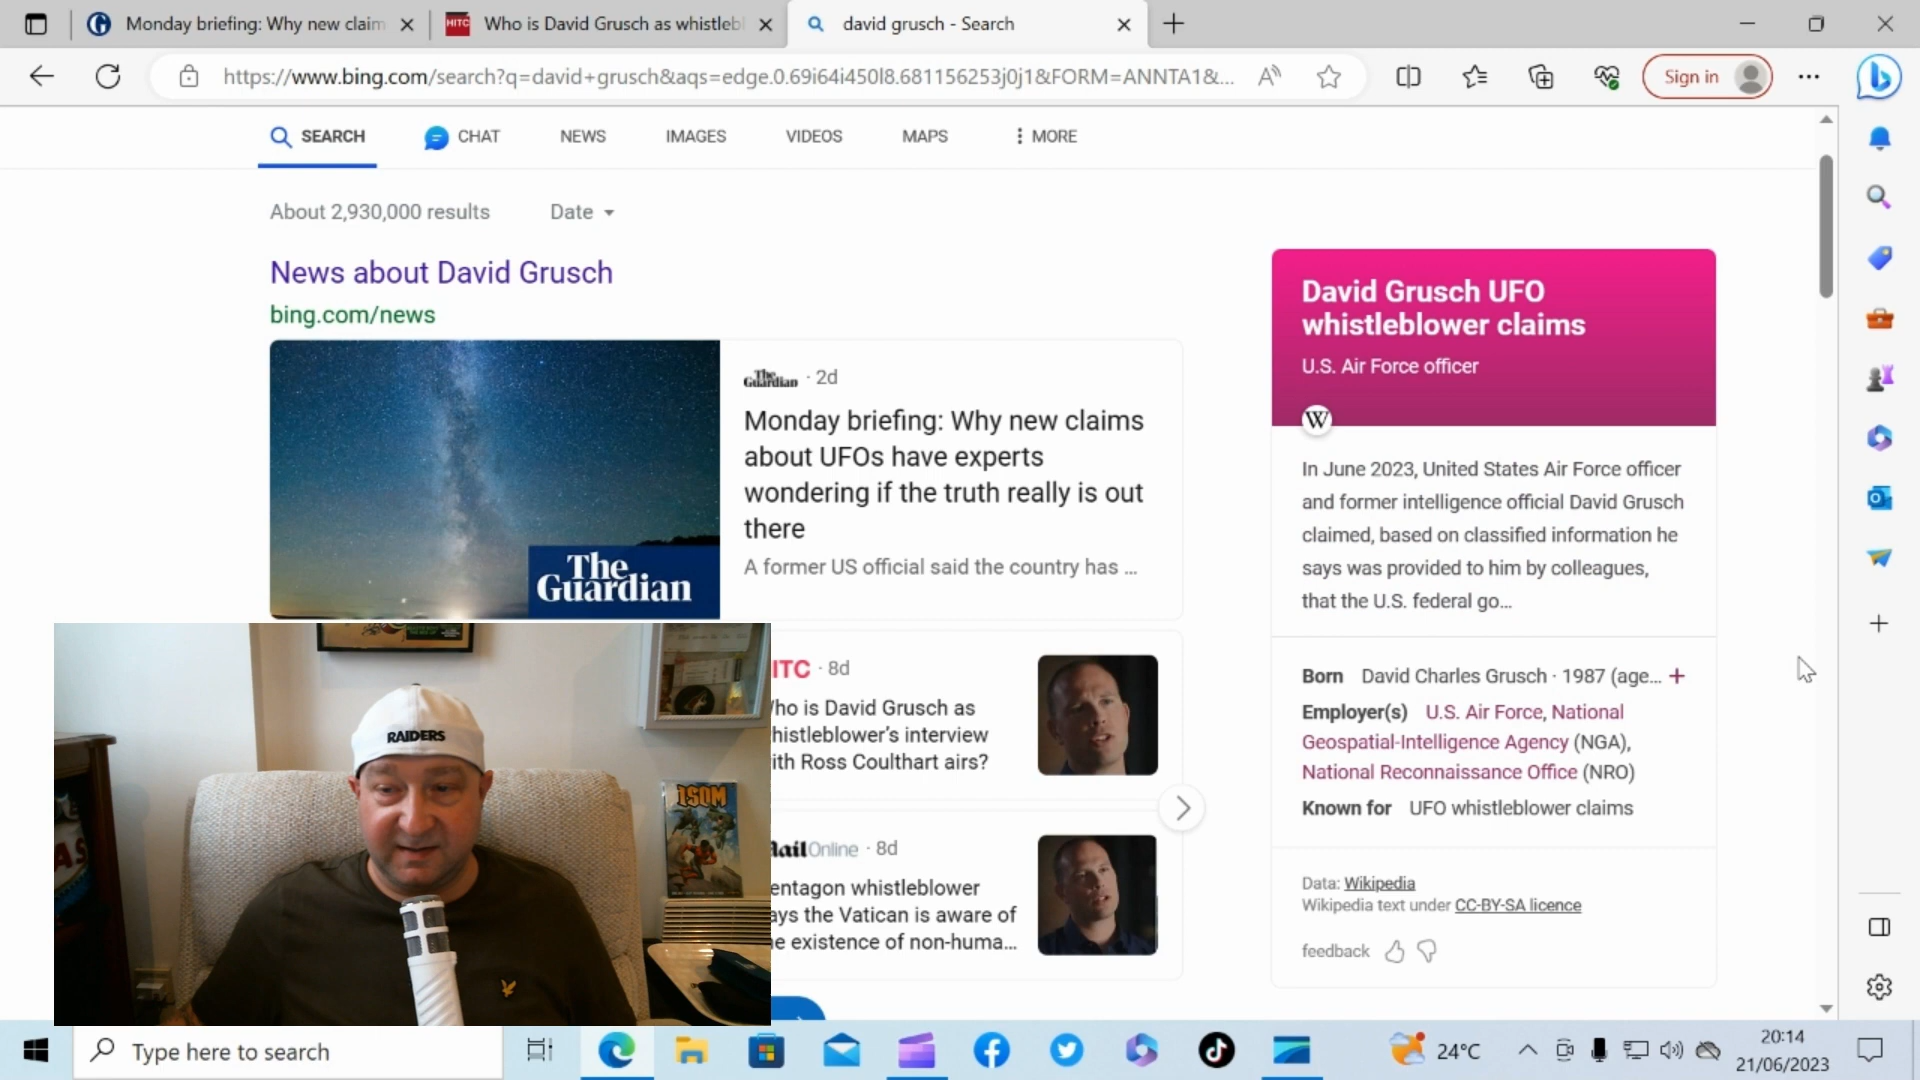 Monday briefing: Why new claim
HITC
Who is David Grusch as whistlebl
david grusch - Search
https://www.bing.com/search?q=david+grusch&aqs=edge.0.69i64i450l8.681156253j0j1&FORM=ANNTA1&...
Sign in
SEARCH
CHAT
NEWS
IMAGES
VIDEOS
MAPS
MORE
About 2,930,000 results
Date
News about David Grusch
bing.com/news
The Guardian · 2d
Monday briefing: Why new claims
about UFOs have experts
wondering if the truth really is out
there
A former US official said the country has ...
The
Guardian
ITC · 8d
ho is David Grusch as
histleblower's interview
ith Ross Coulthart airs?
ail Online · 8d
entagon whistleblower
ays the Vatican is aware of
e existence of non-huma...
David Grusch UFO
whistleblower claims
U.S. Air Force officer
W
In June 2023, United States Air Force officer
and former intelligence official David Grusch
claimed, based on classified information he
says was provided to him by colleagues,
that the U.S. federal go...
Born David Charles Grusch · 1987 (age...
Employer(s) U.S. Air Force, National
Geospatial-Intelligence Agency (NGA),
National Reconnaissance Office (NRO)
Known for UFO whistleblower claims
Data: Wikipedia
Wikipedia text under CC-BY-SA licence
feedback
RAIDERS
ISOM
Type here to search
24°C
20:14
21/06/2023